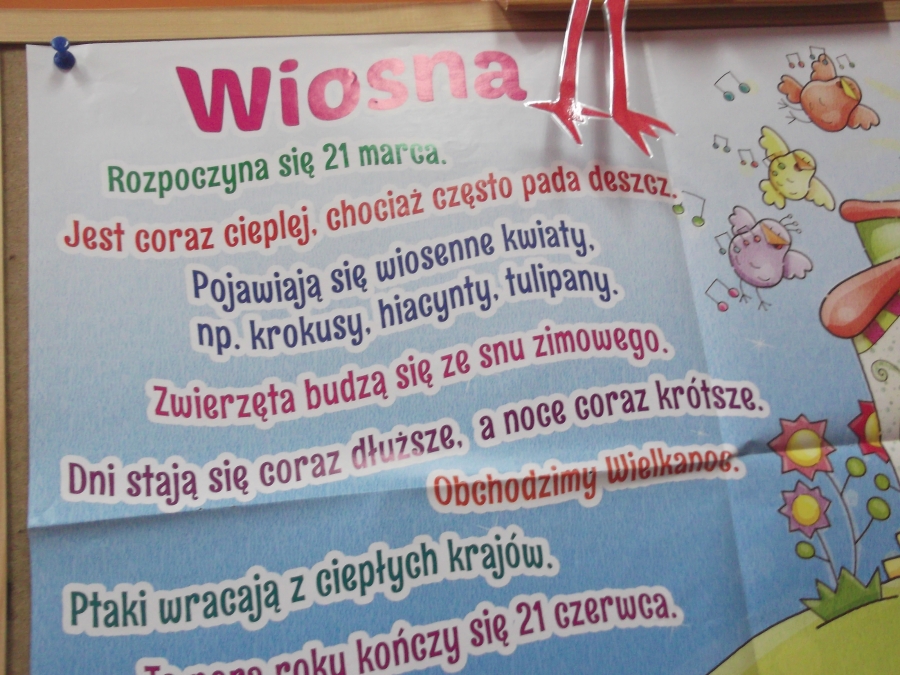 Wiosna
Rozpoczyna się 21 marca.
Jest coraz cieplej, chociaż często pada deszcz.
Pojawiają się wiosenne kwiaty,
np. krokusy, hiacynty, tulipany.
Zwierzęta budzą się ze snu zimowego.
Dni stają się coraz dłuższe, a noce coraz krótsze.
Obchodzimy Wielkanoc.
Ptaki wracają z ciepłych krajów.
Ta pora roku kończy się 21 czerwca.